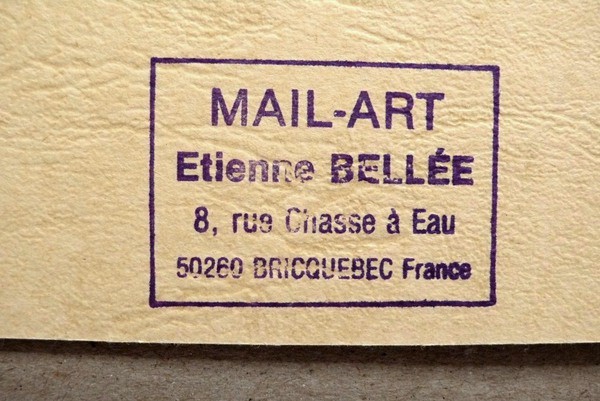 MAIL-ART
Etienne BELLÉE
8, rue Chasse à Eau
50260 BRICQUEBEC France